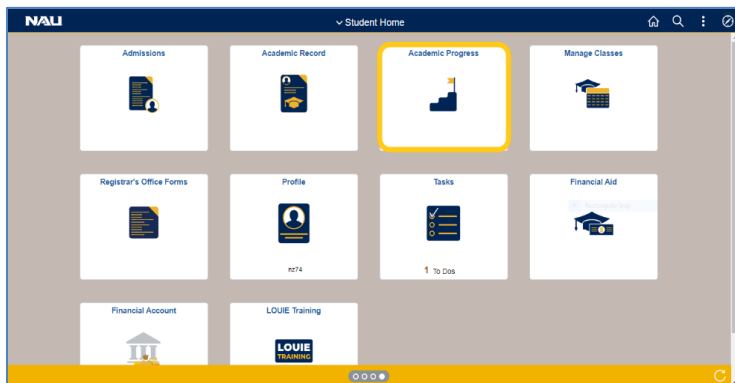 NAU
Student Home
Admissions
Academic Record
Academic Progress
Manage Classes
Registrar's Office Forms
Profile
Tasks
Financial Aid
nz74
1 To Dos
Financial Account
LOUIE Training
LOUIE
TRAINING